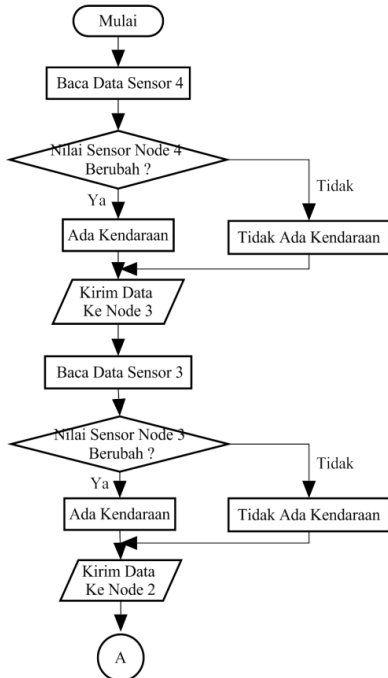 Mulai
Baca Data Sensor 4
Nilai Sensor Node 4
Berubah ?
Ya
Tidak
Ada Kendaraan
Tidak Ada Kendaraan
Kirim Data
Ke Node 3
Baca Data Sensor 3
Nilai Sensor Node 3
Berubah ?
Ya
Tidak
Ada Kendaraan
Tidak Ada Kendaraan
Kirim Data
Ke Node 2
A